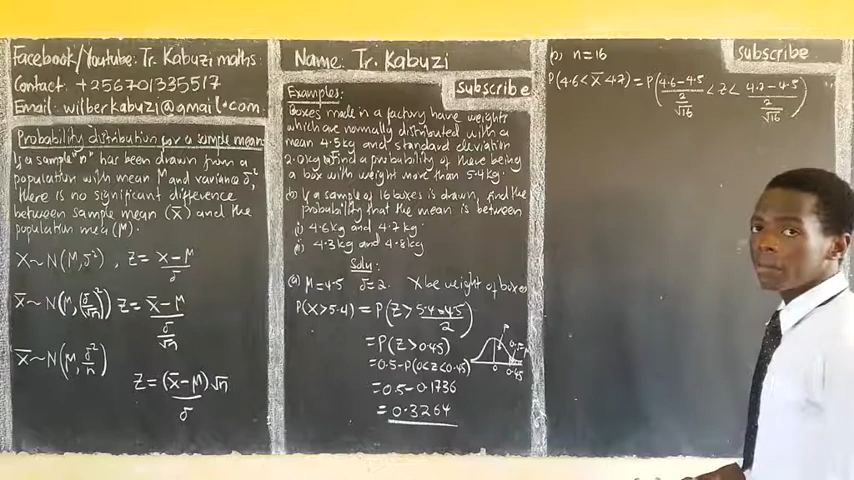 Facebook/Youtube: Tr. Kabuzi maths:
Contact: +256701335517
Email: wilberkabuzi@gmail.com
Probability distribution for a sample mean
If a sample "n" has been drawn from a
population with mean μ and varaiance σ²,
there is no significant difference
between sample mean (x̄) and the
population mea (μ).
X~N(μ,σ²), Z = x-μ/σ
x̄~N(μ,(σ/√n)²) Z = x̄-μ/(σ/√n)
x̄~N(μ,σ²/n)
Z = (x̄-μ)√n/σ
Name: Tr. Kabuzi
Subscribe
Examples:
Boxes made in a factory have weights
which are normally distributed with a
mean 4.5kg and standard deviation
2.0kg find a probability of there being
a box with weight more than 5.4kg.
(b) If a sample of 16 boxes is drawn, find the
probability that the mean is between
(i) 4.6kg and 4.7kg
(ii) 4.3kg and 4.8kg
Soln:
(a) μ=4.5 σ=2. X be weight of boxes
P(X>5.4) = P(Z > 5.4-4.5/2)
= P(Z>0.45)
= 0.5-P(0<Z<0.45)
= 0.5-0.1736
= 0.3264
0 0.45
subscribe
(b) n=16
P(4.6<x̄<4.7) = P(4.6-4.5/(2/√16) < Z < 4.7-4.5/(2/√16))